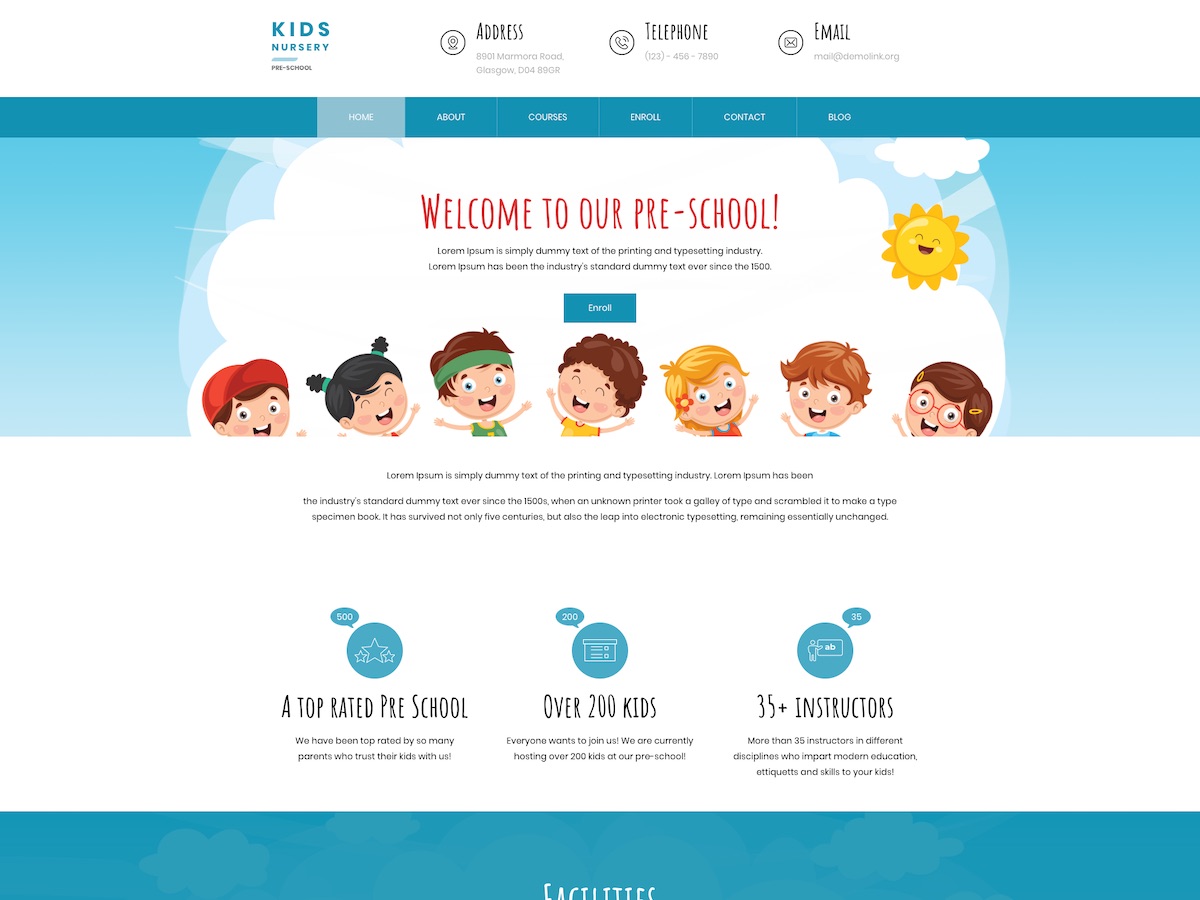 KIDS
NURSERY
PRE-SCHOOL
Address
8901 Marmora Road,
Glasgow, D04 89GR
Telephone
(123) - 456 - 7890
Email
mail@demolink.org
HOME
ABOUT
COURSES
ENROLL
CONTACT
BLOG
Welcome to our pre-school!
Lorem Ipsum is simply dummy text of the printing and typesetting industry.
Lorem Ipsum has been the industry's standard dummy text ever since the 1500.
Enroll
Lorem Ipsum is simply dummy text of the printing and typesetting industry. Lorem Ipsum has been
the industry's standard dummy text ever since the 1500s, when an unknown printer took a galley of type and scrambled it to make a type
specimen book. It has survived not only five centuries, but also the leap into electronic typesetting, remaining essentially unchanged.
500
A top rated Pre School
We have been top rated by so many
parents who trust their kids with us!
200
Over 200 kids
Everyone wants to join us! We are currently
hosting over 200 kids at our pre-school!
35
ab
35+ instructors
More than 35 instructors in different
disciplines who impart modern education,
ettiquetts and skills to your kids!
Facilities